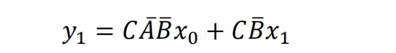 y₁ = CĀB̄x₀ + CB̄x₁